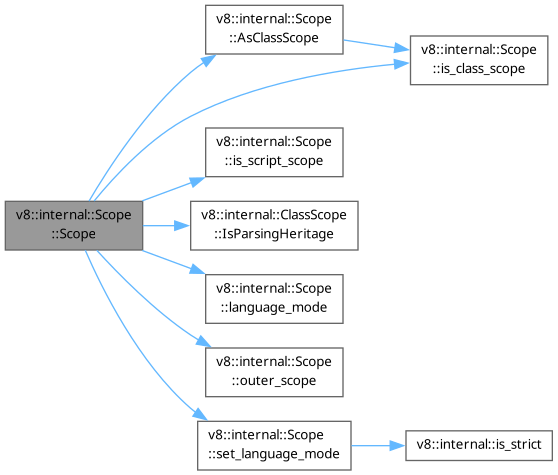 v8::internal::Scope
::AsClassScope
v8::internal::Scope
::is_class_scope
v8::internal::Scope
::is_script_scope
v8::internal::Scope
::Scope
v8::internal::ClassScope
::IsParsingHeritage
v8::internal::Scope
::language_mode
v8::internal::Scope
::outer_scope
v8::internal::Scope
::set_language_mode
v8::internal::is_strict